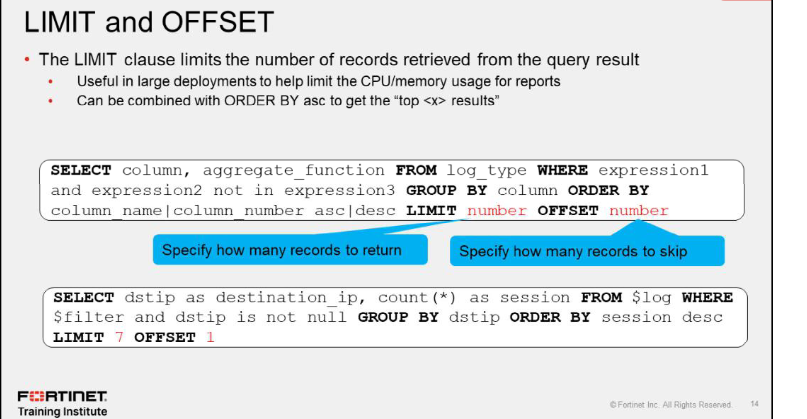 LIMIT and OFFSET
• The LIMIT clause limits the number of records retrieved from the query result
• Useful in large deployments to help limit the CPU/memory usage for reports
• Can be combined with ORDER BY asc to get the “top <x> results”
SELECT column, aggregate_function FROM log_type WHERE expression1
and expression2 not in expression3 GROUP BY column ORDER BY
column_name|column_number asc|desc LIMIT number OFFSET number
Specify how many records to return
Specify how many records to skip
SELECT dstip as destination_ip, count(*) as session FROM $log WHERE
$filter and dstip is not null GROUP BY dstip ORDER BY session desc
LIMIT 7 OFFSET 1
FORTINET
Training Institute
© Fortinet Inc. All Rights Reserved. 14